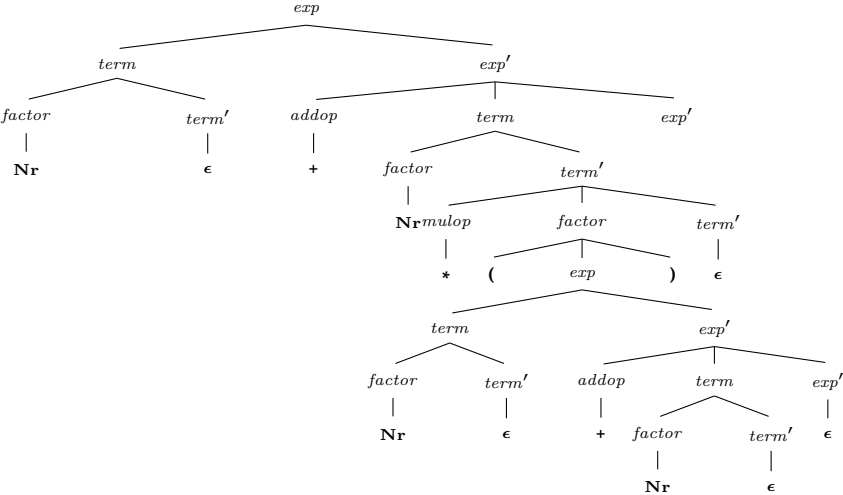 exp
term exp′
factor term′ addop term exp′
Nr ϵ + factor term′
Nr mulop factor term′
* ( exp ) ϵ
term exp′
factor term′ addop term exp′
Nr ϵ + factor term′ ϵ
Nr ϵ